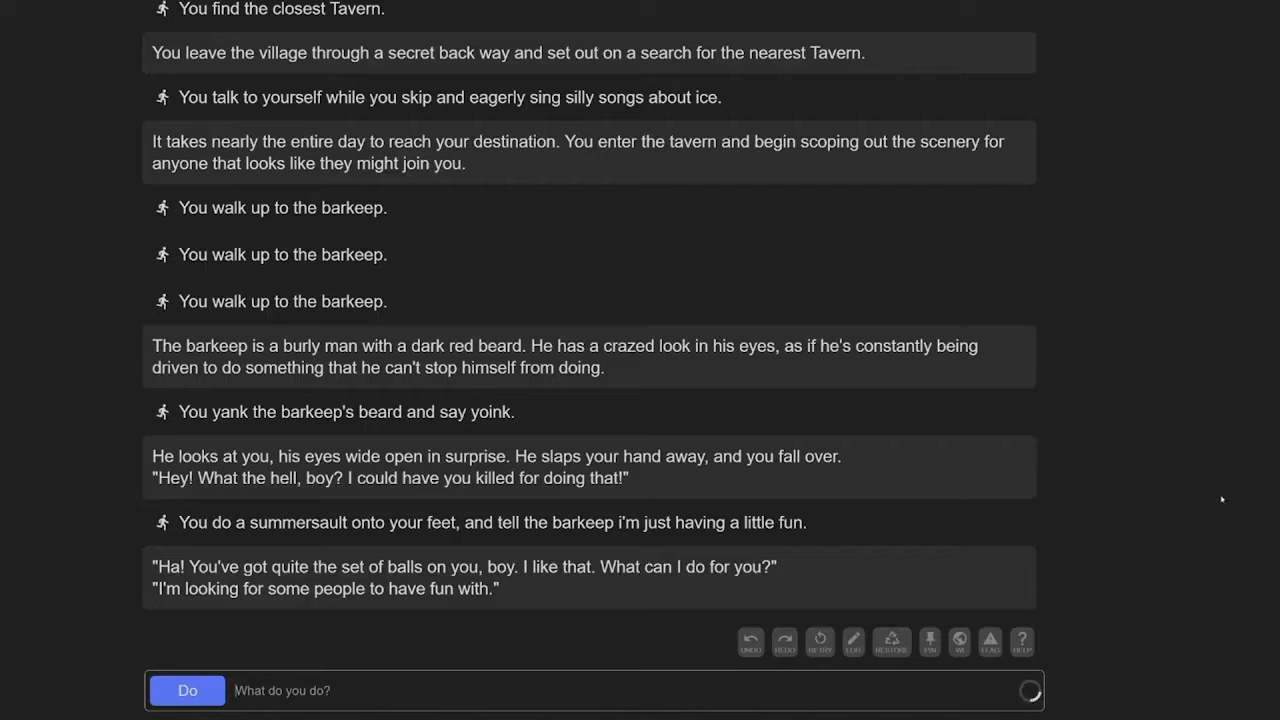 You find the closest Tavern.
You leave the village through a secret back way and set out on a search for the nearest Tavern.
You talk to yourself while you skip and eagerly sing silly songs about ice.
It takes nearly the entire day to reach your destination. You enter the tavern and begin scoping out the scenery for
anyone that looks like they might join you.
You walk up to the barkeep.
You walk up to the barkeep.
You walk up to the barkeep.
The barkeep is a burly man with a dark red beard. He has a crazed look in his eyes, as if he's constantly being
driven to do something that he can't stop himself from doing.
You yank the barkeep's beard and say yoink.
He looks at you, his eyes wide open in surprise. He slaps your hand away, and you fall over.
"Hey! What the hell, boy? I could have you killed for doing that!"
You do a summersault onto your feet, and tell the barkeep i'm just having a little fun.
"Ha! You've got quite the set of balls on you, boy. I like that. What can I do for you?"
"I'm looking for some people to have fun with."
UNDO REDO RETRY EDIT RESTORE PIN WI FLAG HELP
Do What do you do?